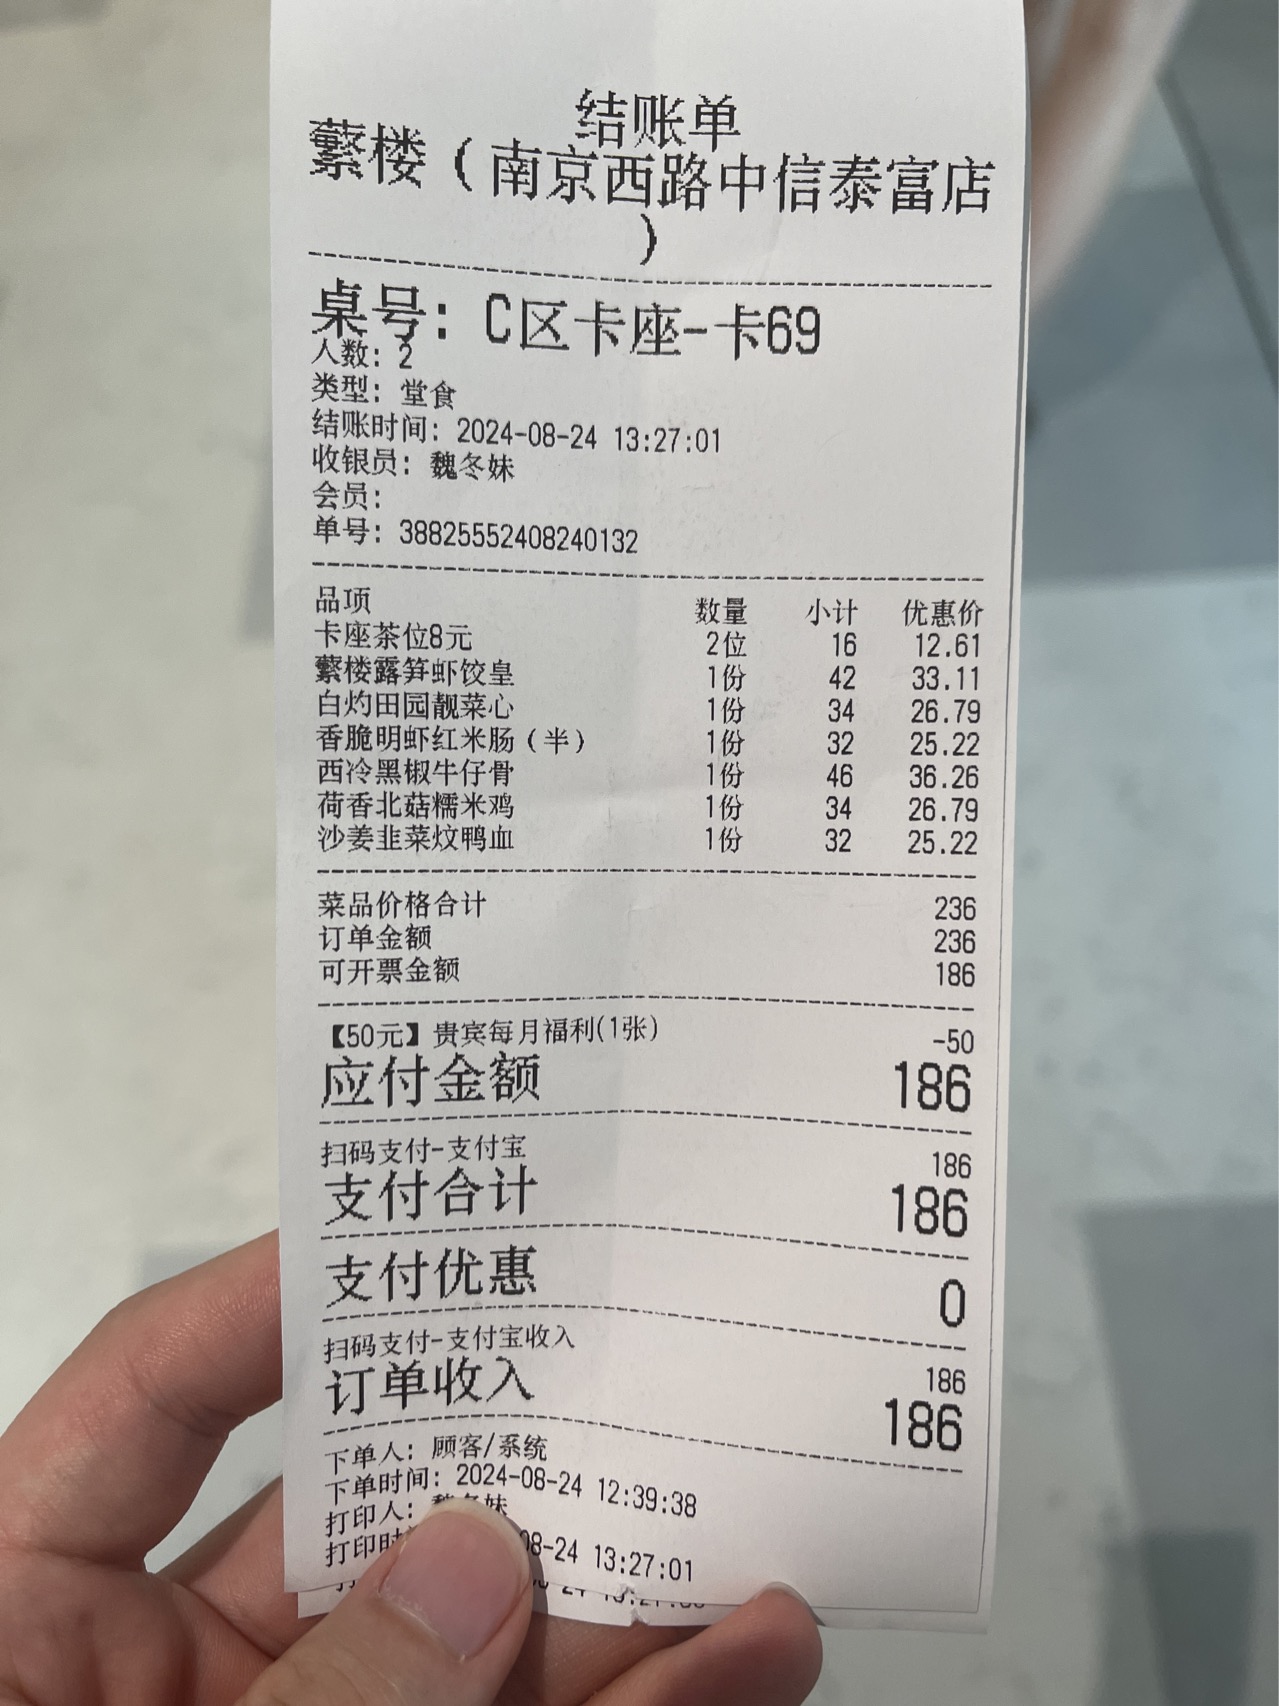 结账单
蘩楼（南京西路中信泰富店
）
桌号：C区卡座-卡69
人数：2
类型：堂食
结账时间：2024-08-24 13:27:01
收银员：魏冬妹
会员：
单号：38825552408240132
品项 数量 小计 优惠价
卡座茶位8元 2位 16 12.61
蘩楼露笋虾饺皇 1份 42 33.11
白灼田园靓菜心 1份 34 26.79
香脆明虾红米肠（半） 1份 32 25.22
西冷黑椒牛仔骨 1份 46 36.26
荷香北菇糯米鸡 1份 34 26.79
沙姜韭菜炆鸭血 1份 32 25.22
菜品价格合计 236
订单金额 236
可开票金额 186
【50元】贵宾每月福利(1张) -50
应付金额 186
扫码支付-支付宝 186
支付合计 186
支付优惠 0
扫码支付-支付宝收入 186
订单收入 186
下单人：顾客/系统
下单时间：2024-08-24 12:39:38
打印人：妹
打印时 08-24 13:27:01